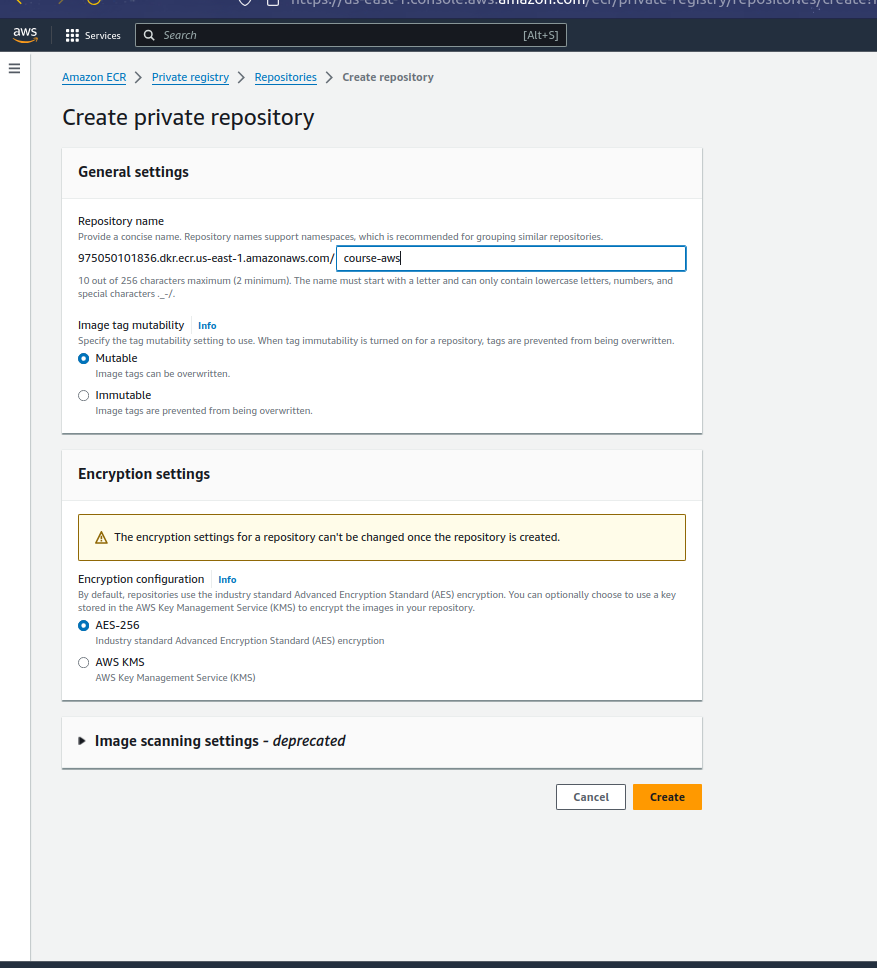 https://us-east-1.console.aws.amazon.com/ecr/private-registry/repositories/create?
aws
Services
Search
[Alt+S]
Amazon ECR > Private registry > Repositories > Create repository
Create private repository
General settings
Repository name
Provide a concise name. Repository names support namespaces, which is recommended for grouping similar repositories.
975050101836.dkr.ecr.us-east-1.amazonaws.com/ course-aws
10 out of 256 characters maximum (2 minimum). The name must start with a letter and can only contain lowercase letters, numbers, and
special characters ._-/.
Image tag mutability Info
Specify the tag mutability setting to use. When tag immutability is turned on for a repository, tags are prevented from being overwritten.
Mutable
Image tags can be overwritten.
Immutable
Image tags are prevented from being overwritten.
Encryption settings
The encryption settings for a repository can't be changed once the repository is created.
Encryption configuration Info
By default, repositories use the industry standard Advanced Encryption Standard (AES) encryption. You can optionally choose to use a key
stored in the AWS Key Management Service (KMS) to encrypt the images in your repository.
AES-256
Industry standard Advanced Encryption Standard (AES) encryption
AWS KMS
AWS Key Management Service (KMS)
Image scanning settings - deprecated
Cancel
Create